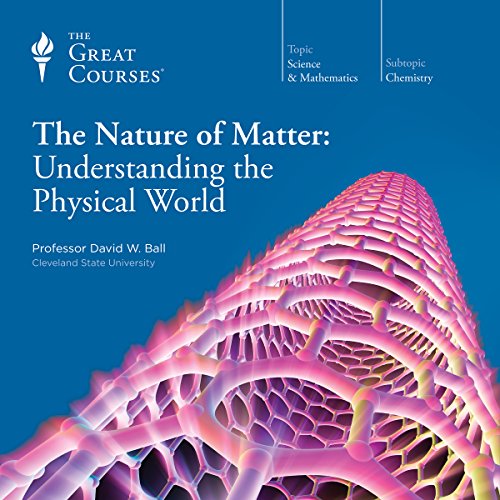 THE
GREAT
COURSES®
Topic
Science
& Mathematics
Subtopic
Chemistry
The Nature of Matter:
Understanding the
Physical World
Professor David W. Ball
Cleveland State University